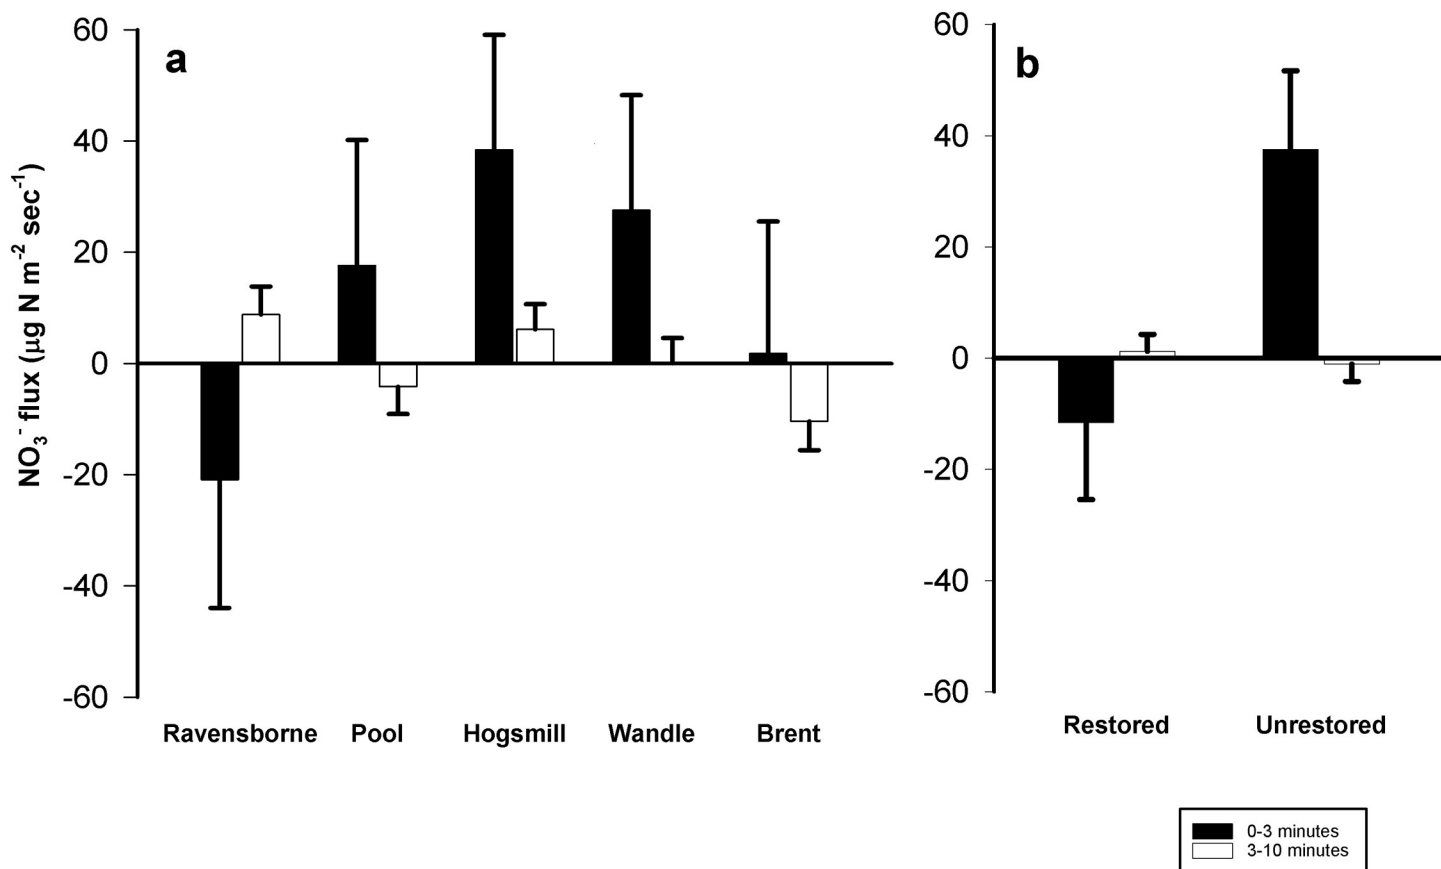 a
60
40
20
0
-20
-40
-60
NO3- flux (μg N m-2 sec-1)
Ravensborne Pool Hogsmill Wandle Brent
b
60
40
20
0
-20
-40
-60
Restored Unrestored
0-3 minutes
3-10 minutes